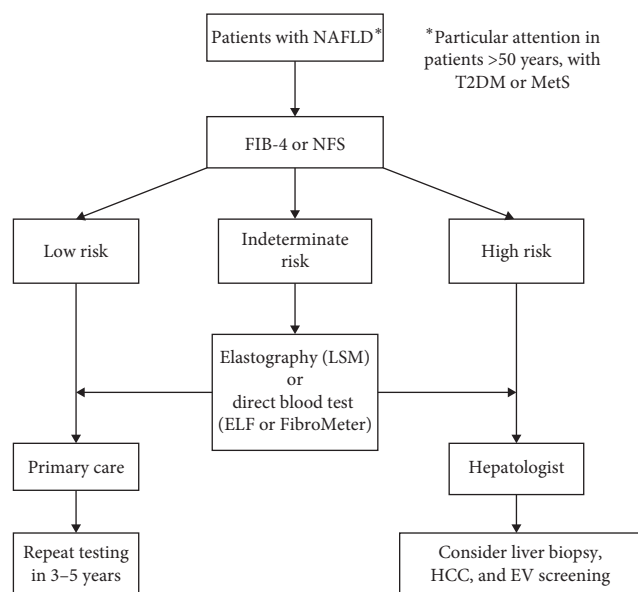 Patients with NAFLD*
*Particular attention in
patients >50 years, with
T2DM or MetS
FIB-4 or NFS
Low risk
Indeterminate
risk
High risk
Elastography (LSM)
or
direct blood test
(ELF or FibroMeter)
Primary care
Hepatologist
Repeat testing
in 3–5 years
Consider liver biopsy,
HCC, and EV screening